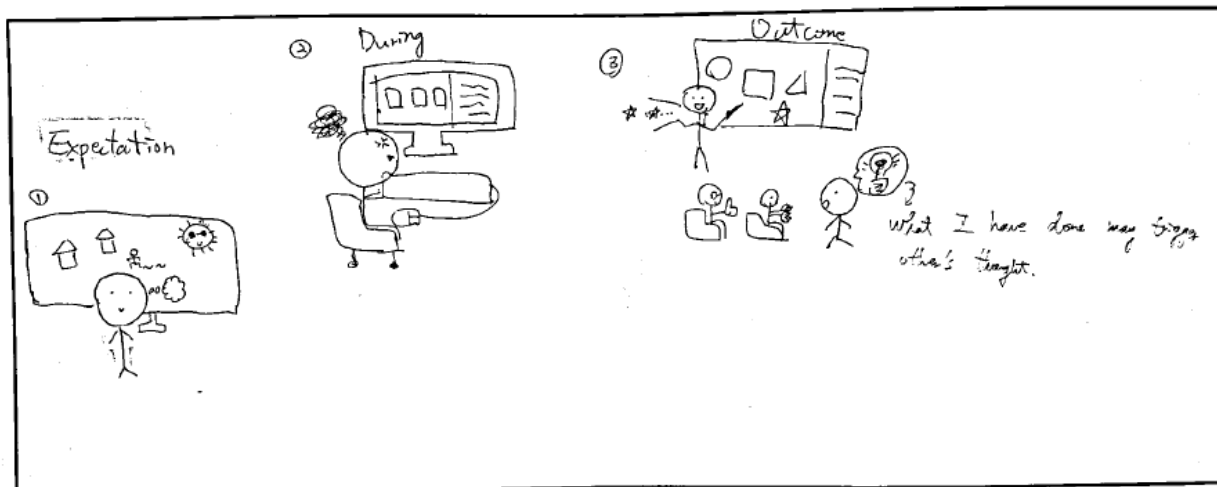 Expectation
①
② During
③ Outcome
What I have done may trigger
other's thought.